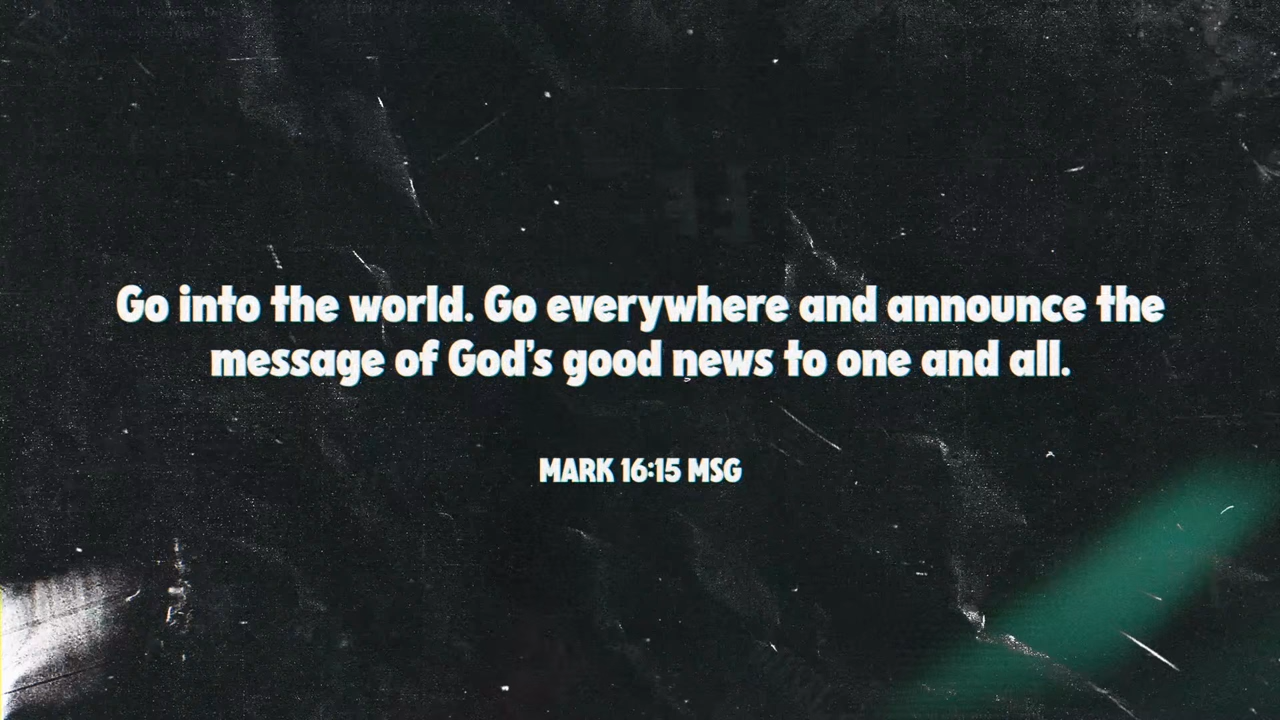 Go into the world. Go everywhere and announce the
message of God's good news to one and all.
MARK 16:15 MSG